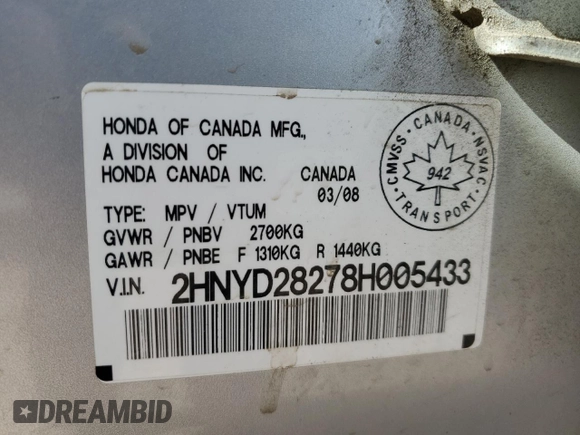 HONDA OF CANADA MFG.,
A DIVISION OF
HONDA CANADA INC. CANADA
03/08
TYPE: MPV / VTUM
GVWR / PNBV 2700KG
GAWR / PNBE F 1310KG R 1440KG
V.I.N. 2HNYD28278H005433
CMVSS · CANADA · NSVAC
942
TRANSPORT
DREAMBID